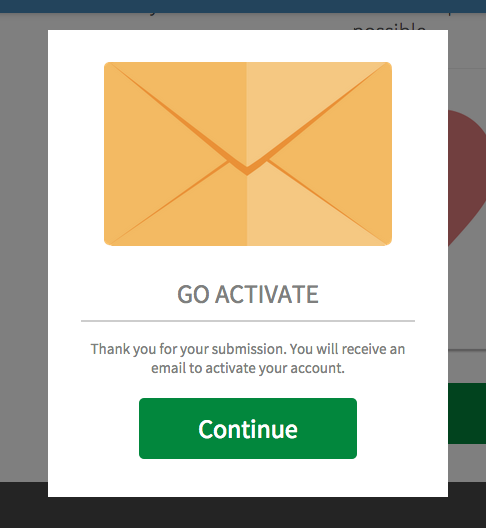 possible
GO ACTIVATE
Thank you for your submission. You will receive an
email to activate your account.
Continue